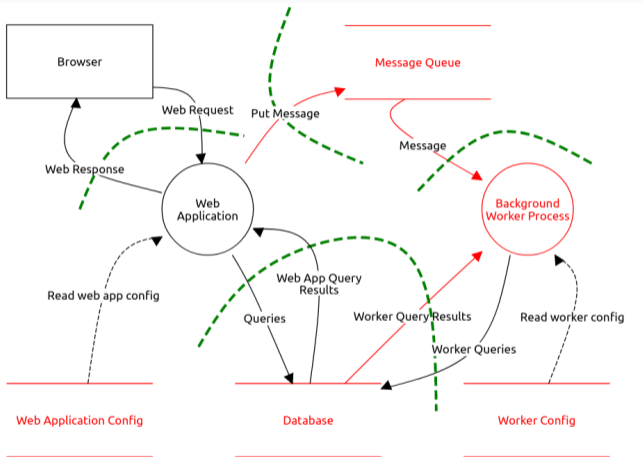 Browser
Message Queue
Web Request
Put Message
Message
Web Response
Web
Application
Background
Worker Process
Web App Query
Results
Read web app config
Queries
Worker Query Results
Read worker config
Worker Queries
Web Application Config
Database
Worker Config